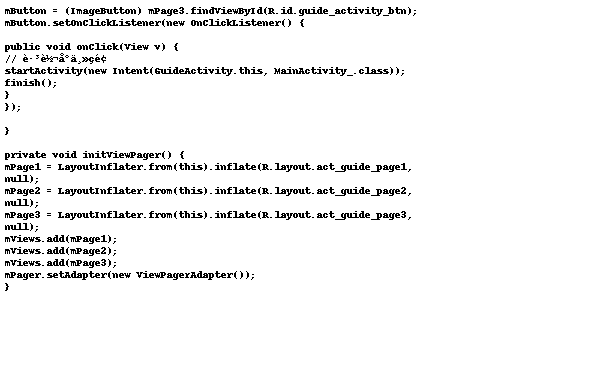 mButton = (ImageButton) mPage3.findViewById(R.id.guide_activity_btn);
mButton.setOnClickListener(new OnClickListener() {
public void onClick(View v) {
//
startActivity(new Intent(GuideActivity.this, MainActivity_.class));
finish();
}
});
}
private void initViewPager() {
mPage1 = LayoutInflater.from(this).inflate(R.layout.act_guide_page1,
null);
mPage2 = LayoutInflater.from(this).inflate(R.layout.act_guide_page2,
null);
mPage3 = LayoutInflater.from(this).inflate(R.layout.act_guide_page3,
null);
mViews.add(mPage1);
mViews.add(mPage2);
mViews.add(mPage3);
mPager.setAdapter(new ViewPagerAdapter());
}